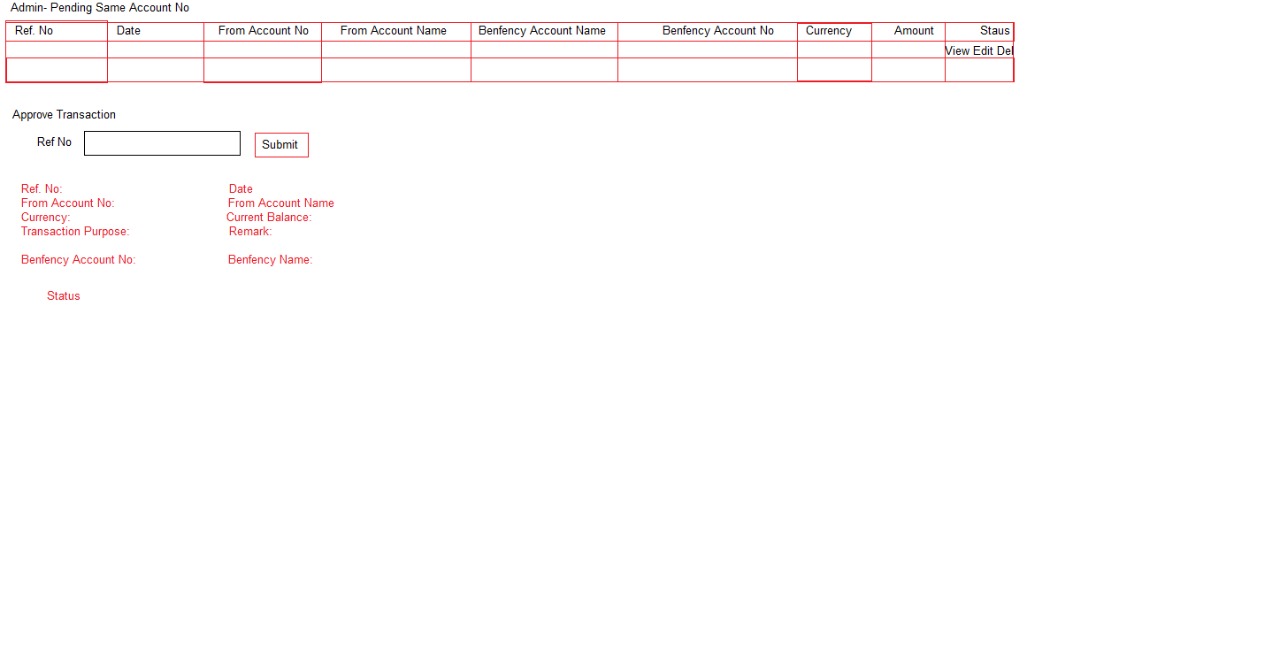 Admin- Pending Same Account No
Ref. No Date From Account No From Account Name Benfency Account Name Benfency Account No Currency Amount Staus
View Edit Del
Approve Transaction
Ref No Submit
Ref. No: Date
From Account No: From Account Name
Currency: Current Balance:
Transaction Purpose: Remark:
Benfency Account No: Benfency Name:
Status